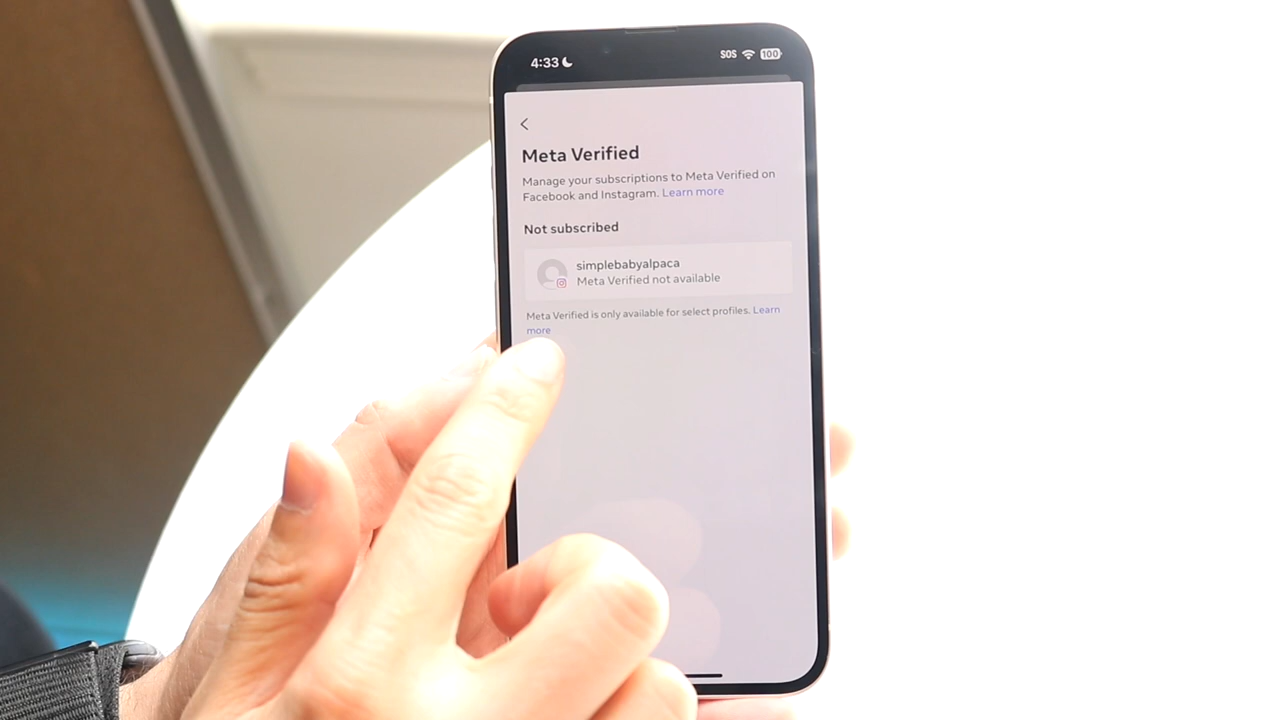 4:33
SOS
100
Meta Verified
Manage your subscriptions to Meta Verified on
Facebook and Instagram. Learn more
Not subscribed
simplebabyalpaca
Meta Verified not available
Meta Verified is only available for select profiles. Learn
more